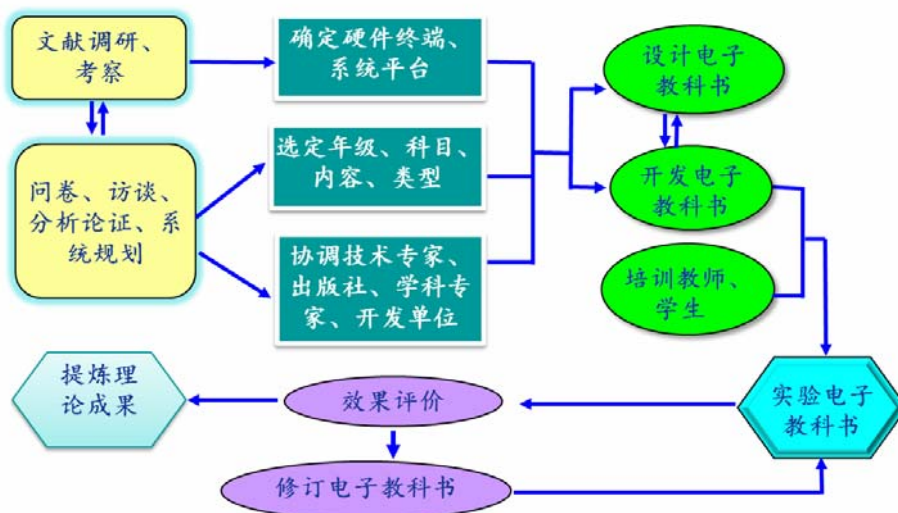 文献调研、
考察
确定硬件终端、
系统平台
设计电子
教科书
问卷、访谈、
分析论证、系
统规划
选定年级、科目、
内容、类型
开发电子
教科书
协调技术专家、
出版社、学科专
家、开发单位
培训教师、
学生
提炼理
论成果
效果评价
实验电子
教科书
修订电子教科书